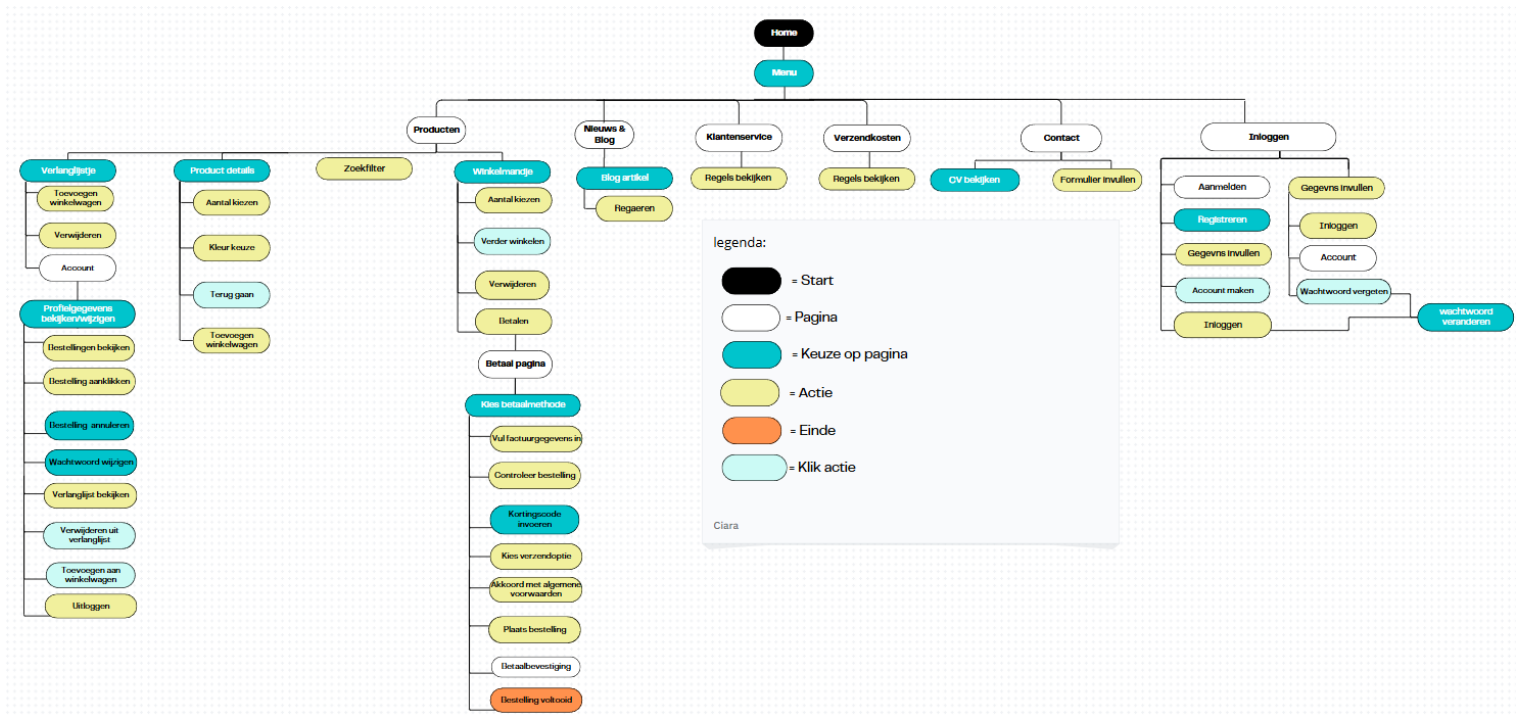 Home
Menu
Producten
Nieuws &
Blog
Klantenservice
Verzendkosten
Contact
Inloggen
Verlanglijstje
Toevoegen
winkelwagen
Verwijderen
Account
Profielgegevens
bekijken/wijzigen
Bestellingen bekijken
Bestelling aanklikken
Bestelling annuleren
Wachtwoord wijzigen
Verlanglijst bekijken
Verwijderen uit
verlanglijst
Toevoegen aan
winkelwagen
Uitloggen
Product details
Aantal kiezen
Kleur keuze
Terug gaan
Toevoegen
winkelwagen
Zoekfilter
Winkelmandje
Aantal kiezen
Verder winkelen
Verwijderen
Betalen
Betaal pagina
Kies betaalmethode
Vul factuurgegevens in
Controleer bestelling
Kortingscode
invoeren
Kies verzendoptie
Akkoord met algemene
voorwaarden
Plaats bestelling
Betaalbevestiging
Bestelling voltooid
Blog artikel
Regaeren
Regels bekijken
Regels bekijken
CV bekijken
Formulier invullen
Aanmelden
Registreren
Gegevns invullen
Account maken
Inloggen
Gegevns invullen
Inloggen
Account
Wachtwoord vergeten
wachtwoord
veranderen
legenda:
= Start
= Pagina
= Keuze op pagina
= Actie
= Einde
= Klik actie
Ciara